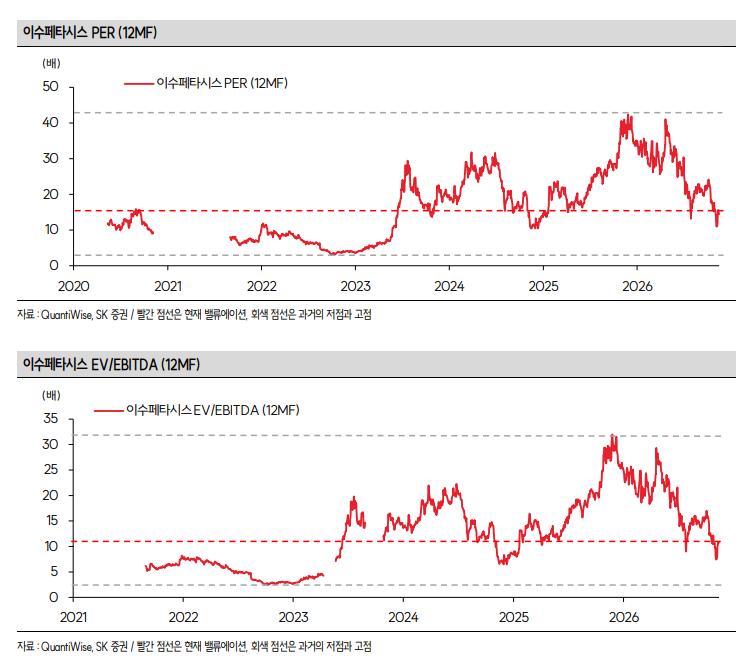 이수페타시스 PER (12MF)
(배)
이수페타시스 PER (12MF)
50
40
30
20
10
0
2020 2021 2022 2023 2024 2025 2026
자료 : QuantiWise, SK 증권 / 빨간 점선은 현재 밸류에이션, 회색 점선은 과거의 저점과 고점
이수페타시스 EV/EBITDA (12MF)
(배)
이수페타시스 EV/EBITDA (12MF)
35
30
25
20
15
10
5
0
2021 2022 2023 2024 2025 2026
자료 : QuantiWise, SK 증권 / 빨간 점선은 현재 밸류에이션, 회색 점선은 과거의 저점과 고점